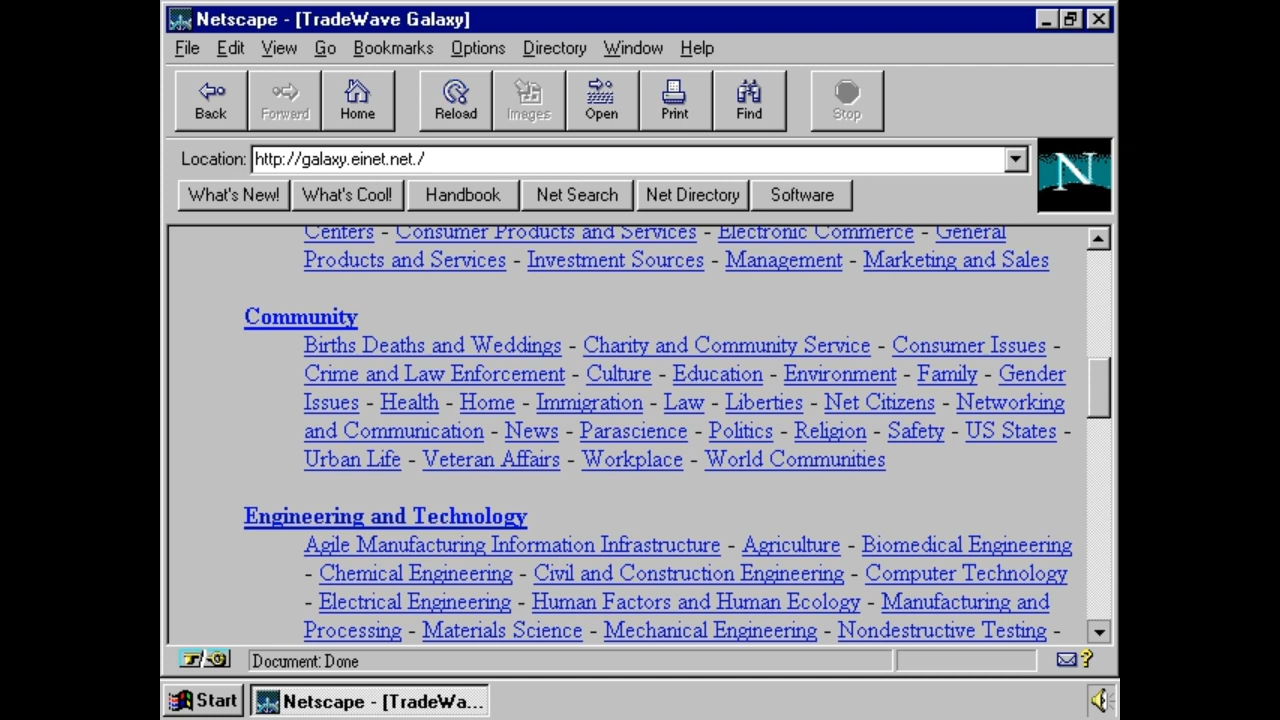 Netscape - [TradeWave Galaxy]
File Edit View Go Bookmarks Options Directory Window Help
Back Forward Home Reload Images Open Print Find Stop
Location: http://galaxy.einet.net./
N
What's New! What's Cool! Handbook Net Search Net Directory Software
Centers - Consumer Products and Services - Electronic Commerce - General
Products and Services - Investment Sources - Management - Marketing and Sales
Community
Births Deaths and Weddings - Charity and Community Service - Consumer Issues -
Crime and Law Enforcement - Culture - Education - Environment - Family - Gender
Issues - Health - Home - Immigration - Law - Liberties - Net Citizens - Networking
and Communication - News - Parascience - Politics - Religion - Safety - US States -
Urban Life - Veteran Affairs - Workplace - World Communities
Engineering and Technology
Agile Manufacturing Information Infrastructure - Agriculture - Biomedical Engineering
- Chemical Engineering - Civil and Construction Engineering - Computer Technology
- Electrical Engineering - Human Factors and Human Ecology - Manufacturing and
Processing - Materials Science - Mechanical Engineering - Nondestructive Testing -
Document: Done
?
Start Netscape - [TradeWa...